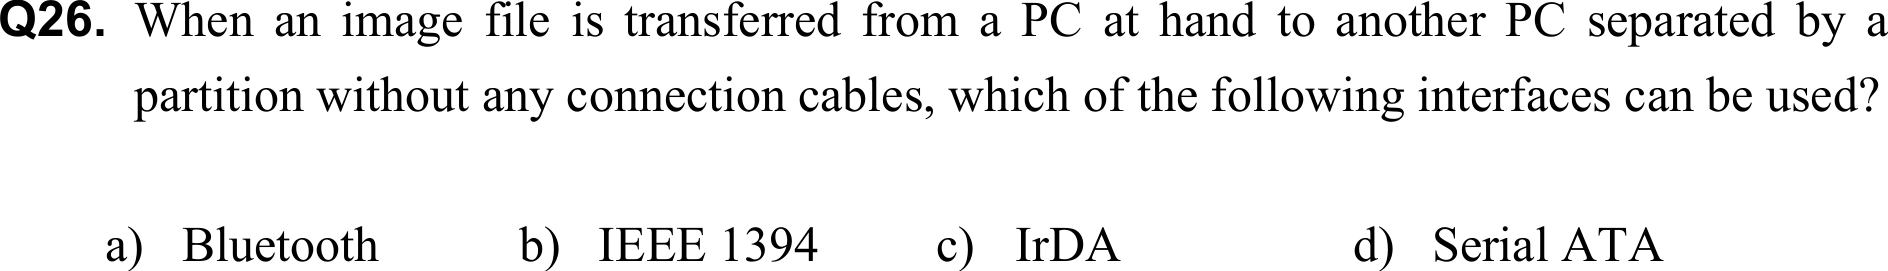 Q26. When an image file is transferred from a PC at hand to another PC separated by a
partition without any connection cables, which of the following interfaces can be used?
a) Bluetooth b) IEEE 1394 c) IrDA d) Serial ATA